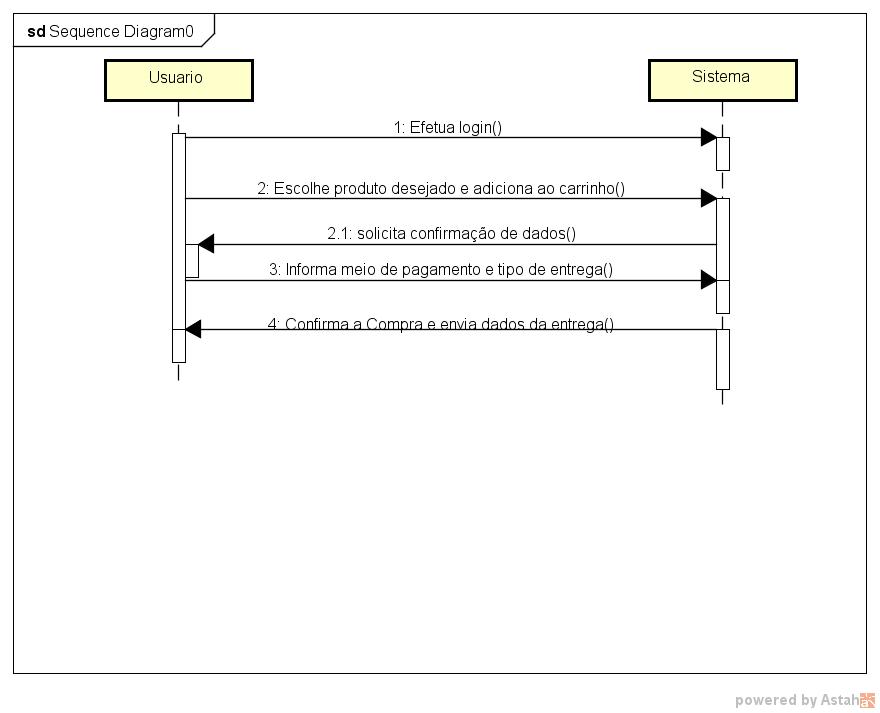 sd Sequence Diagram0
Usuario
Sistema
1: Efetua login()
2: Escolhe produto desejado e adiciona ao carrinho()
2.1: solicita confirmação de dados()
3: Informa meio de pagamento e tipo de entrega()
4: Confirma a Compra e envia dados da entrega()
powered by Astah